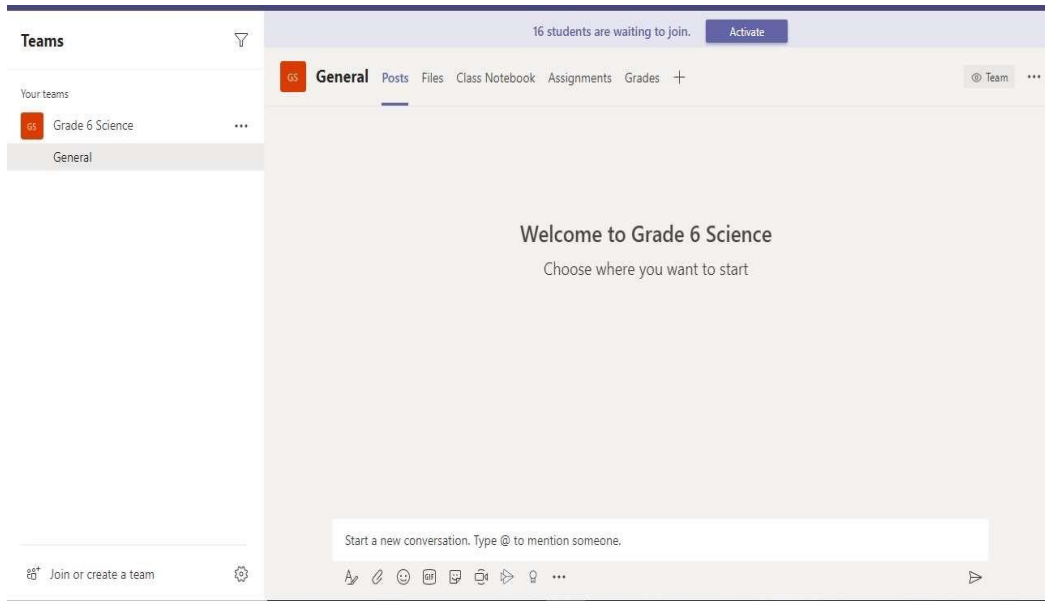 Teams
16 students are waiting to join. Activate
GS General Posts Files Class Notebook Assignments Grades + Team ...
Your teams
GS Grade 6 Science ...
General
Welcome to Grade 6 Science
Choose where you want to start
Start a new conversation. Type @ to mention someone.
Join or create a team
GIF ...